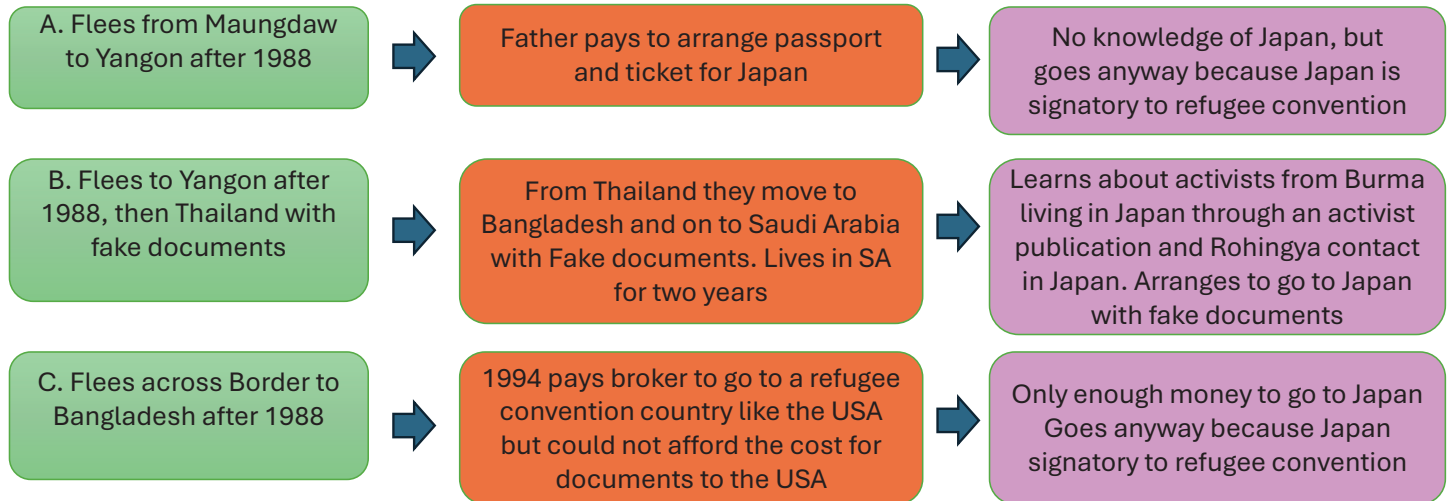 A. Flees from Maungdaw
to Yangon after 1988
Father pays to arrange passport
and ticket for Japan
No knowledge of Japan, but
goes anyway because Japan is
signatory to refugee convention
B. Flees to Yangon after
1988, then Thailand with
fake documents
From Thailand they move to
Bangladesh and on to Saudi Arabia
with Fake documents. Lives in SA
for two years
Learns about activists from Burma
living in Japan through an activist
publication and Rohingya contact
in Japan. Arranges to go to Japan
with fake documents
C. Flees across Border to
Bangladesh after 1988
1994 pays broker to go to a refugee
convention country like the USA
but could not afford the cost for
documents to the USA
Only enough money to go to Japan
Goes anyway because Japan
signatory to refugee convention